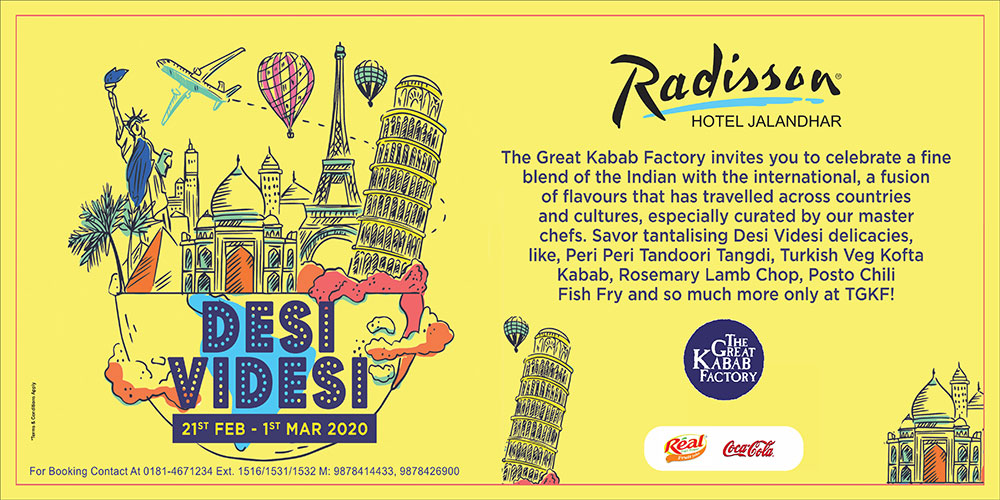 DESI
VIDESI
21ST FEB - 1ST MAR 2020
*Terms & Conditions Apply
For Booking Contact At 0181-4671234 Ext. 1516/1531/1532 M: 9878414433, 9878426900
Radisson®
HOTEL JALANDHAR
The Great Kabab Factory invites you to celebrate a fine
blend of the Indian with the international, a fusion
of flavours that has travelled across countries
and cultures, especially curated by our master
chefs. Savor tantalising Desi Videsi delicacies,
like, Peri Peri Tandoori Tangdi, Turkish Veg Kofta
Kabab, Rosemary Lamb Chop, Posto Chili
Fish Fry and so much more only at TGKF!
THE
GREAT
KABAB
FACTORY
Réal
Coca-Cola